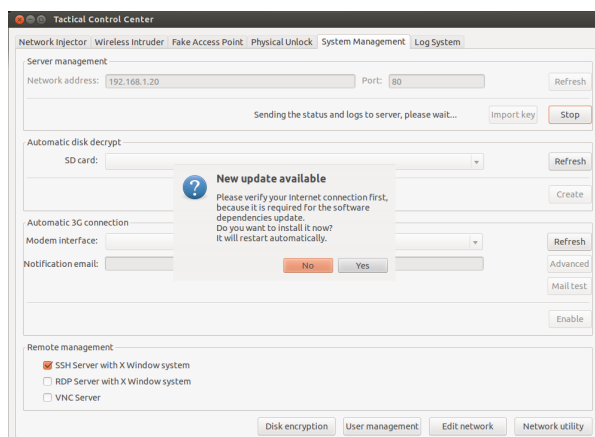 Tactical Control Center
Network Injector Wireless Intruder Fake Access Point Physical Unlock System Management Log System
Server management
Network address: 192.168.1.20 Port: 80 Refresh
Sending the status and logs to server, please wait... Import key Stop
Automatic disk decrypt
SD card: Refresh
Create
New update available
Please verify your Internet connection first,
because it is required for the software
dependencies update.
Do you want to install it now?
It will restart automatically.
No Yes
Automatic 3G connection
Modem interface: Refresh
Notification email: Advanced
Mail test
Enable
Remote management
SSH Server with X Window system
RDP Server with X Window system
VNC Server
Disk encryption User management Edit network Network utility